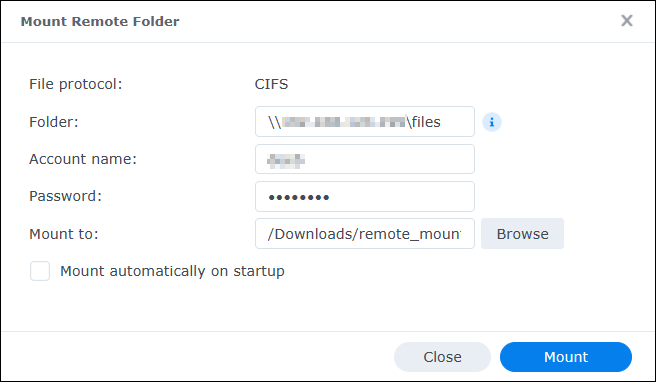 Mount Remote Folder
File protocol: CIFS
Folder: \\ \files
Account name:
Password: ••••••••
Mount to: /Downloads/remote_moun Browse
Mount automatically on startup
Close Mount